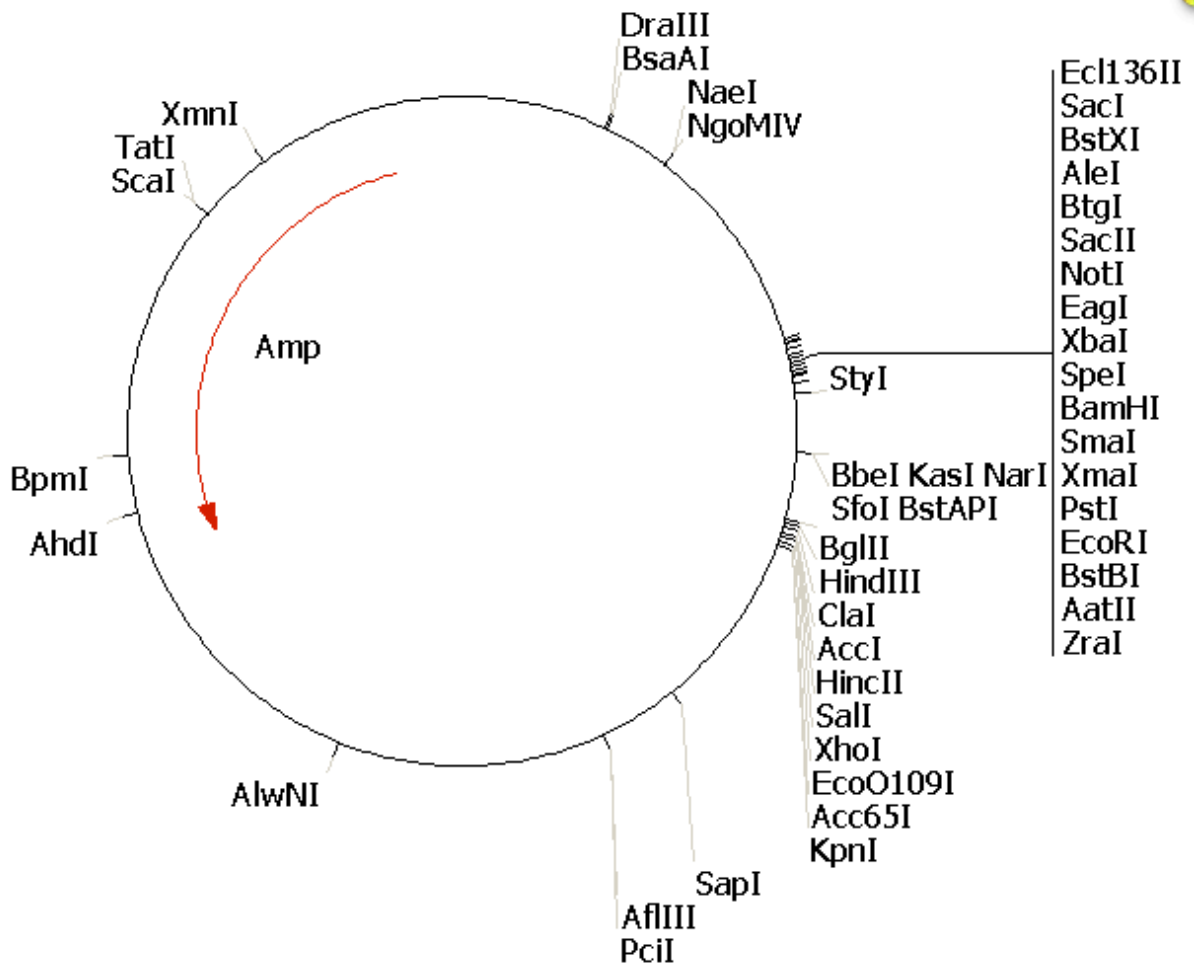 DraIII
BsaAI
NaeI
NgoMIV
XmnI
TatI
ScaI
Amp
BpmI
AhdI
AlwNI
StyI
BbeI KasI NarI
SfoI BstAPI
BglII
HindIII
ClaI
AccI
HincII
SalI
XhoI
EcoO109I
Acc65I
KpnI
SapI
AflIII
PciI
Ecl136II
SacI
BstXI
AleI
BtgI
SacII
NotI
EagI
XbaI
SpeI
BamHI
SmaI
XmaI
PstI
EcoRI
BstBI
AatII
ZraI